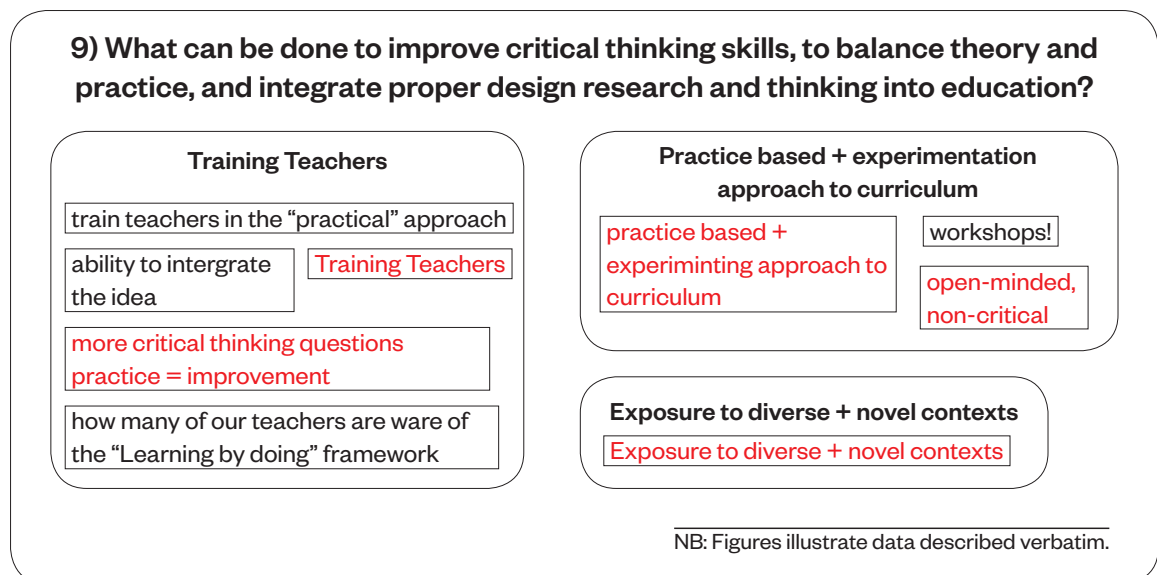 9) What can be done to improve critical thinking skills, to balance theory and
practice, and integrate proper design research and thinking into education?
Training Teachers
train teachers in the “practical” approach
ability to intergrate
the idea
Training Teachers
more critical thinking questions
practice = improvement
how many of our teachers are ware of
the “Learning by doing” framework
Practice based + experimentation
approach to curriculum
practice based +
experiminting approach to
curriculum
workshops!
open-minded,
non-critical
Exposure to diverse + novel contexts
Exposure to diverse + novel contexts
NB: Figures illustrate data described verbatim.